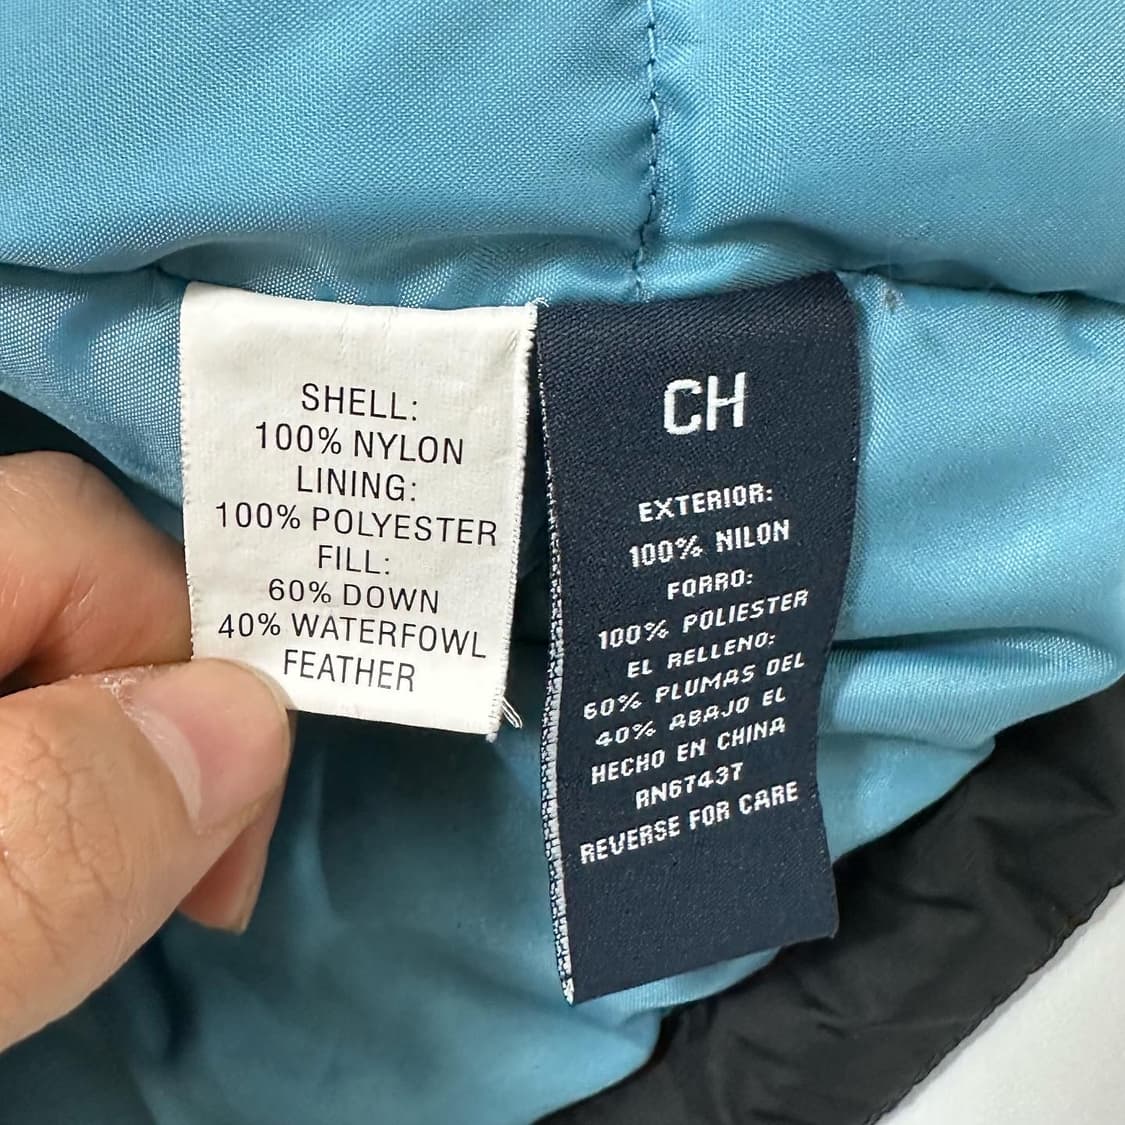 SHELL:
100% NYLON
LINING:
100% POLYESTER
FILL:
60% DOWN
40% WATERFOWL
FEATHER
CH
EXTERIOR:
100% NILON
FORRO:
100% POLIESTER
EL RELLENO:
60% PLUMAS DEL
40% ABAJO EL
HECHO EN CHINA
RN67437
REVERSE FOR CARE